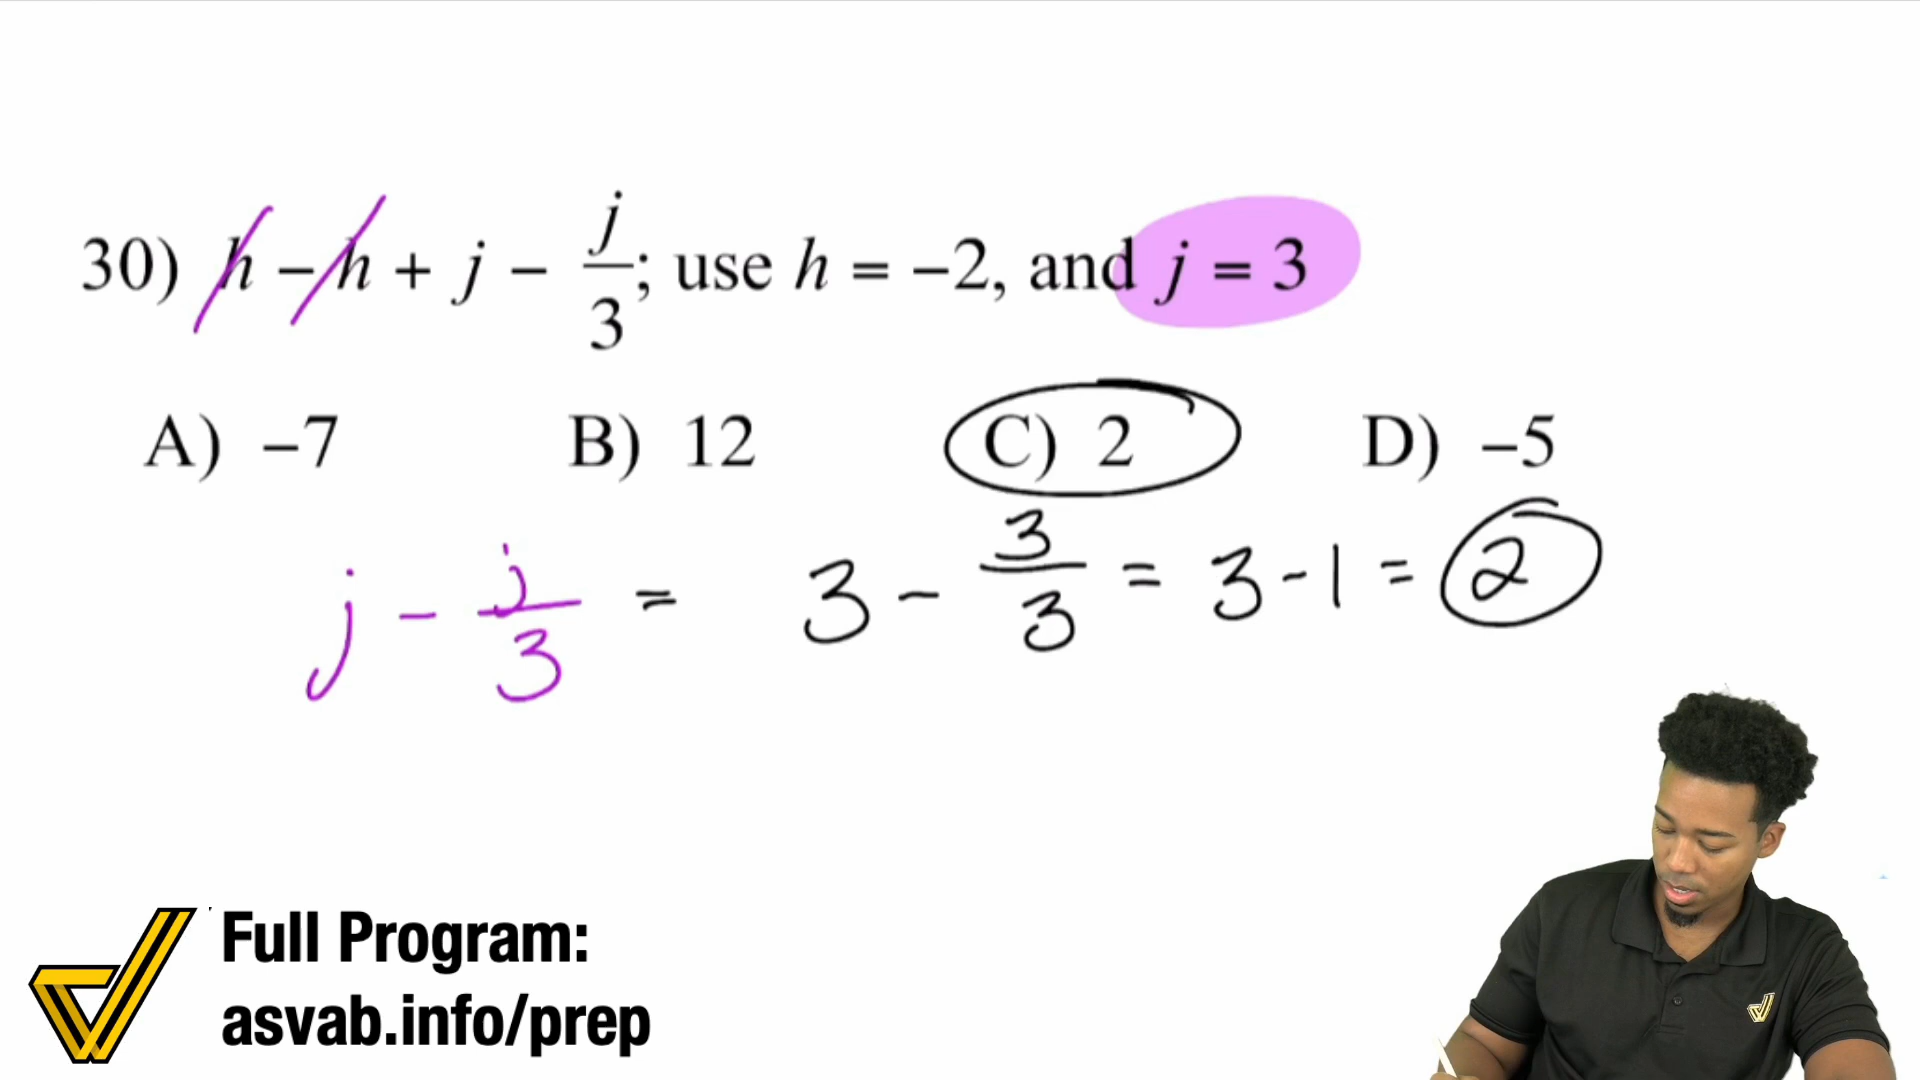 30) h − h + j − j/3; use h = −2, and j = 3
A) −7 B) 12 C) 2 D) −5
j − j/3 = 3 − 3/3 = 3 - 1 = 2
Full Program:
asvab.info/prep